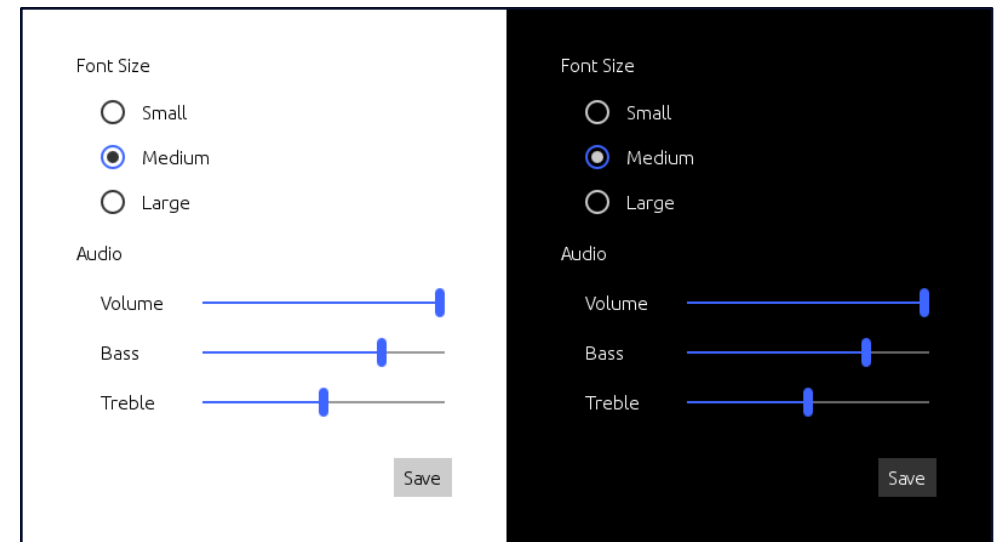 Font Size
Small
Medium
Large
Audio
Volume
Bass
Treble
Save
Font Size
Small
Medium
Large
Audio
Volume
Bass
Treble
Save